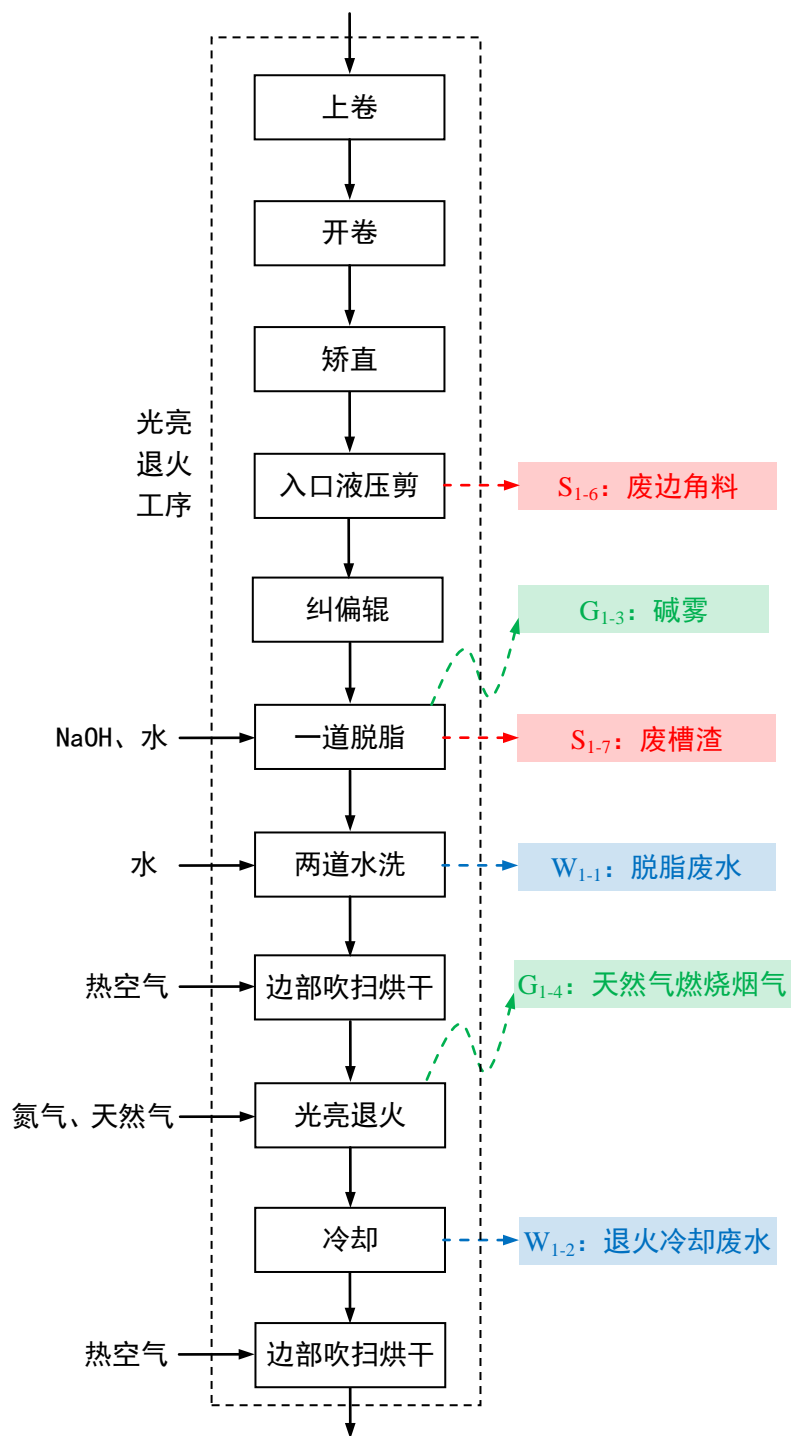 上卷
开卷
矫直
光亮
退火
工序
入口液压剪
S1-6：废边角料
纠偏辊
G1-3：碱雾
NaOH、水
一道脱脂
S1-7：废槽渣
水
两道水洗
W1-1：脱脂废水
热空气
边部吹扫烘干
G1-4：天然气燃烧烟气
氮气、天然气
光亮退火
冷却
W1-2：退火冷却废水
热空气
边部吹扫烘干